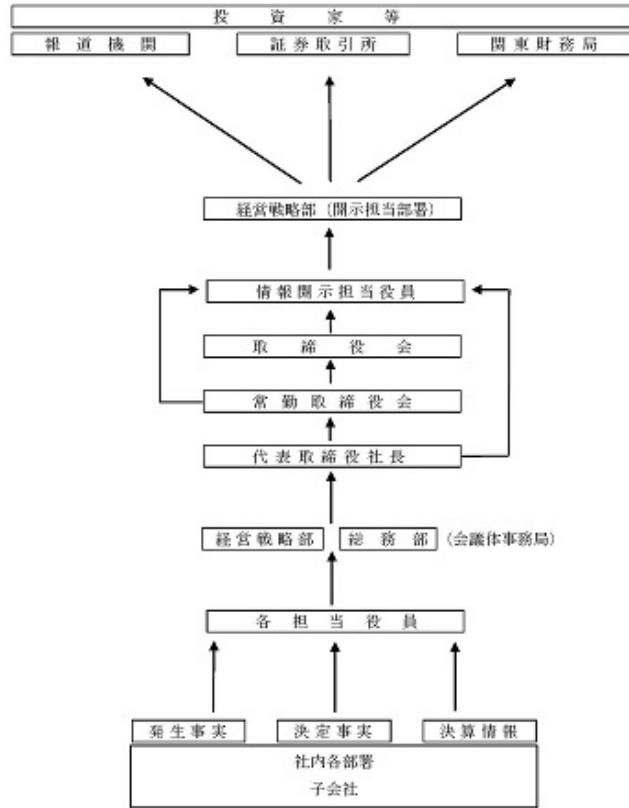 投資家等
報道機関
証券取引所
関東財務局
経営戦略部（開示担当部署）
情報開示担当役員
取締役会
常勤取締役会
代表取締役社長
経営戦略部 総務部 (会議体事務局)
各担当役員
発生事実
決定事実
決算情報
社内各部署
子会社